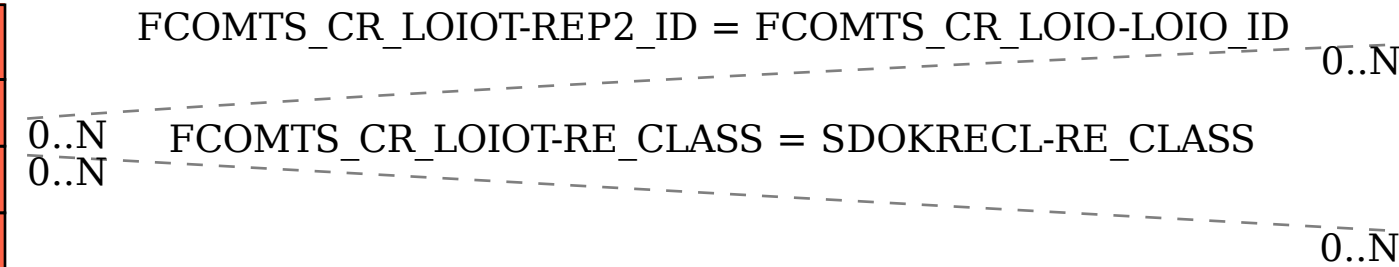 FCOMTS_CR_LOIOT-REP2_ID = FCOMTS_CR_LOIO-LOIO_ID
0..N
0..N
FCOMTS_CR_LOIOT-RE_CLASS = SDOKRECL-RE_CLASS
0..N
0..N